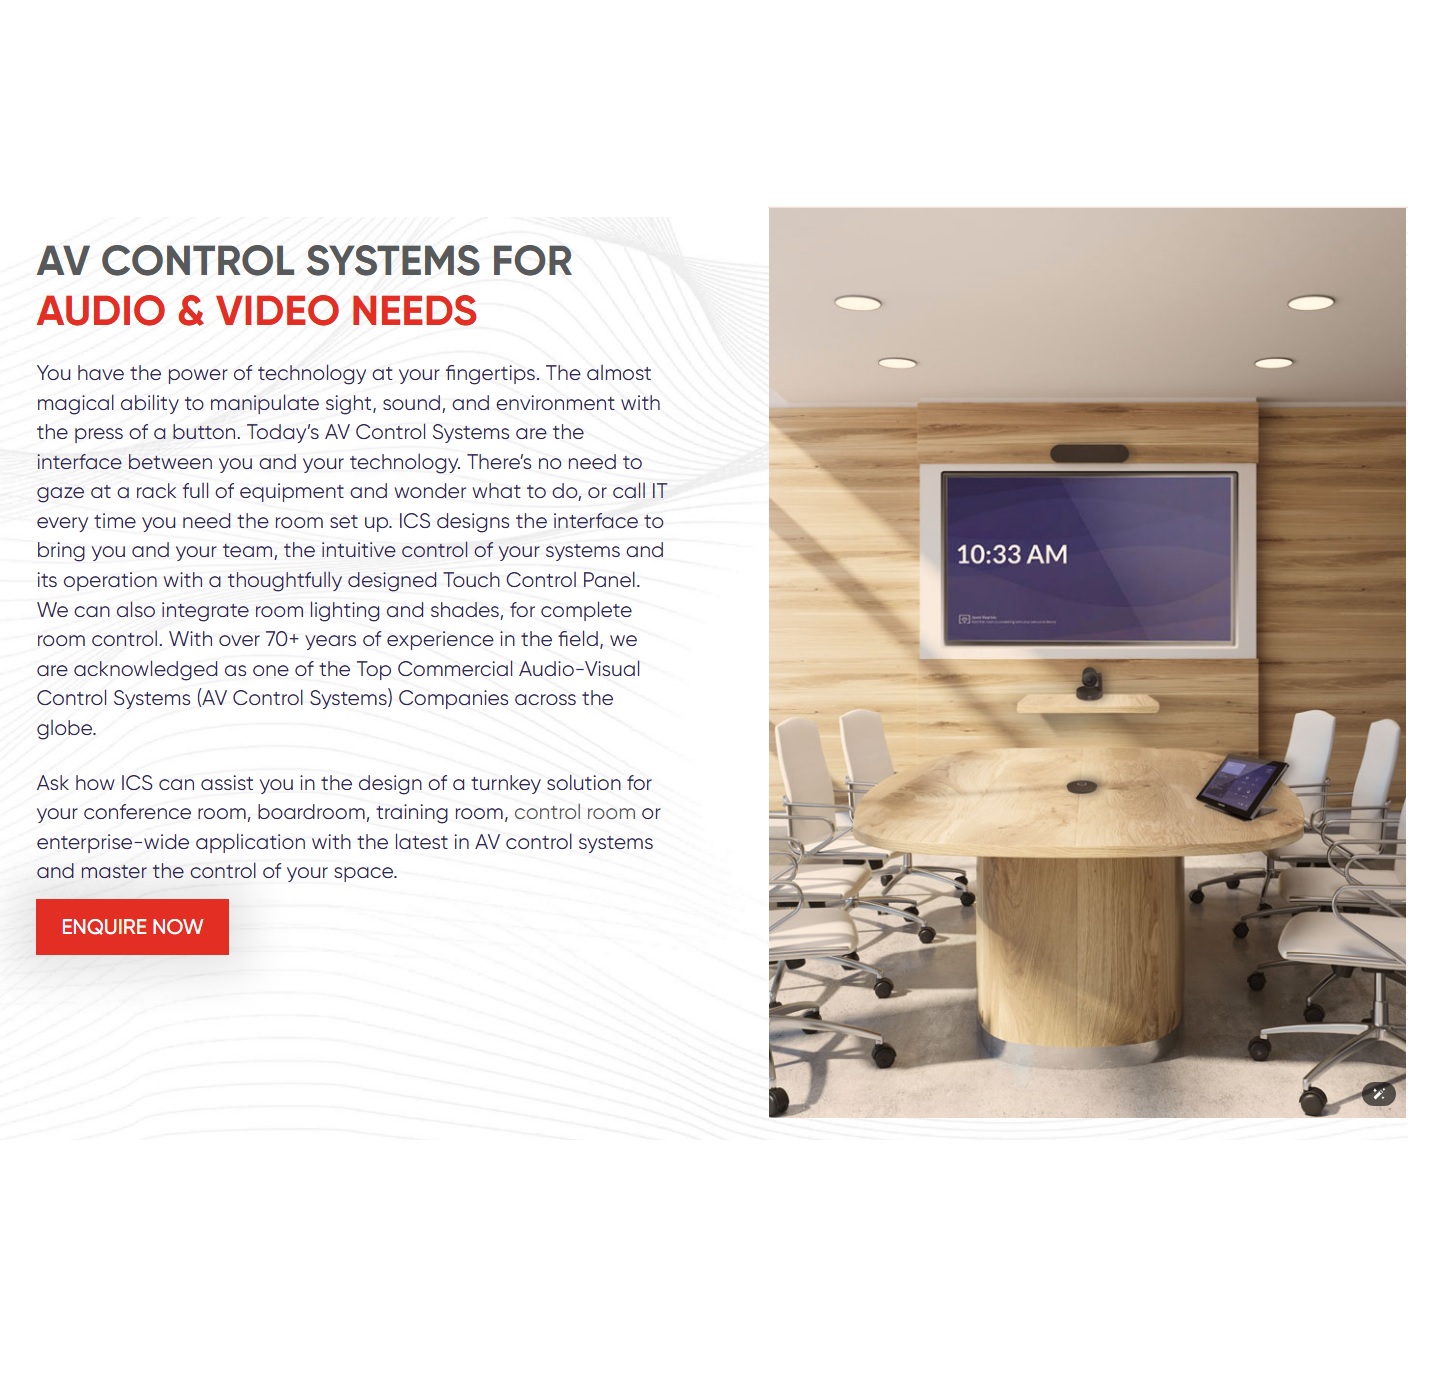 AV CONTROL SYSTEMS FOR
AUDIO & VIDEO NEEDS
You have the power of technology at your fingertips. The almost
magical ability to manipulate sight, sound, and environment with
the press of a button. Today’s AV Control Systems are the
interface between you and your technology. There’s no need to
gaze at a rack full of equipment and wonder what to do, or call IT
every time you need the room set up. ICS designs the interface to
bring you and your team, the intuitive control of your systems and
its operation with a thoughtfully designed Touch Control Panel.
We can also integrate room lighting and shades, for complete
room control. With over 70+ years of experience in the field, we
are acknowledged as one of the Top Commercial Audio-Visual
Control Systems (AV Control Systems) Companies across the
globe.
Ask how ICS can assist you in the design of a turnkey solution for
your conference room, boardroom, training room, control room or
enterprise-wide application with the latest in AV control systems
and master the control of your space.
ENQUIRE NOW
10:33 AM